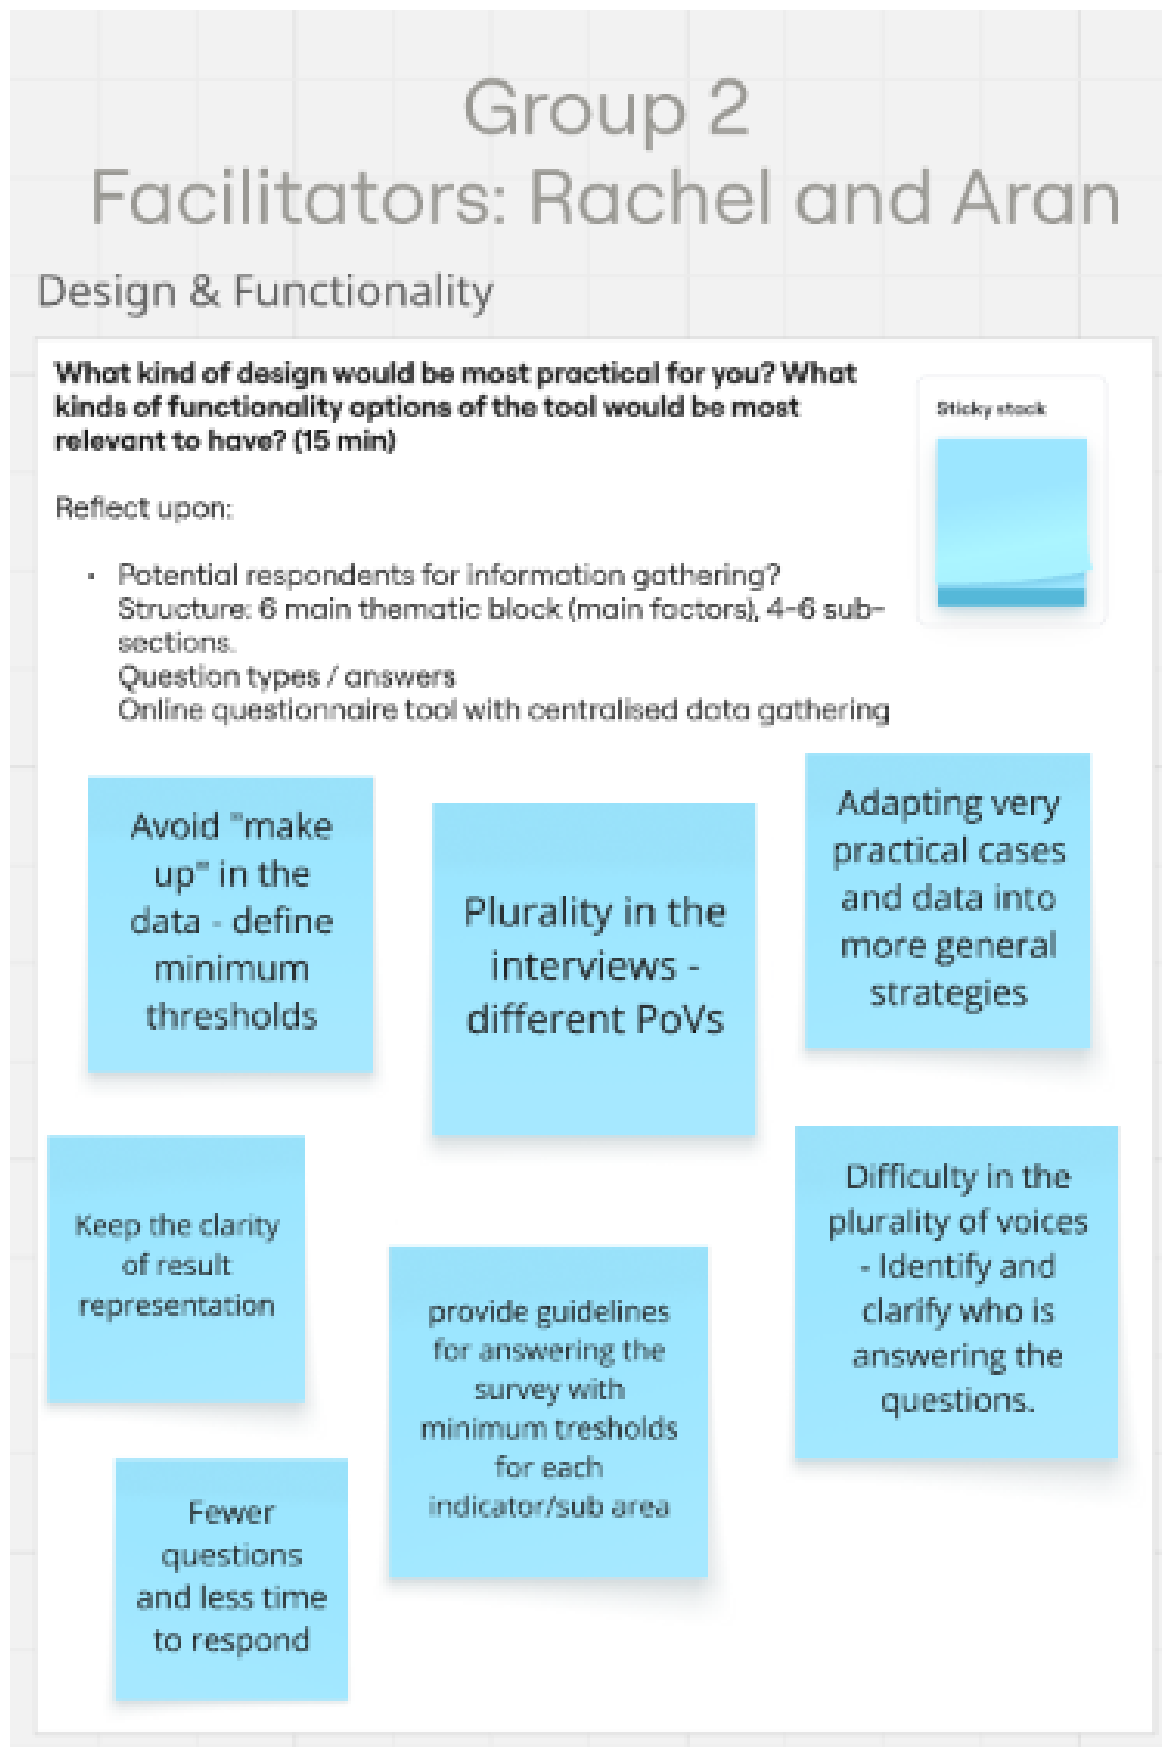 Group 2
Facilitators: Rachel and Aran
Design & Functionality
What kind of design would be most practical for you? What
kinds of functionality options of the tool would be most
relevant to have? (15 min)
Sticky stack
Reflect upon:
• Potential respondents for information gathering?
Structure: 6 main thematic block (main factors), 4-6 sub-
sections.
Question types / answers
Online questionnaire tool with centralised data gathering
Avoid "make
up" in the
data - define
minimum
thresholds
Plurality in the
interviews -
different PoVs
Adapting very
practical cases
and data into
more general
strategies
Keep the clarity
of result
representation
provide guidelines
for answering the
survey with
minimum tresholds
for each
indicator/sub area
Difficulty in the
plurality of voices
- Identify and
clarify who is
answering the
questions.
Fewer
questions
and less time
to respond